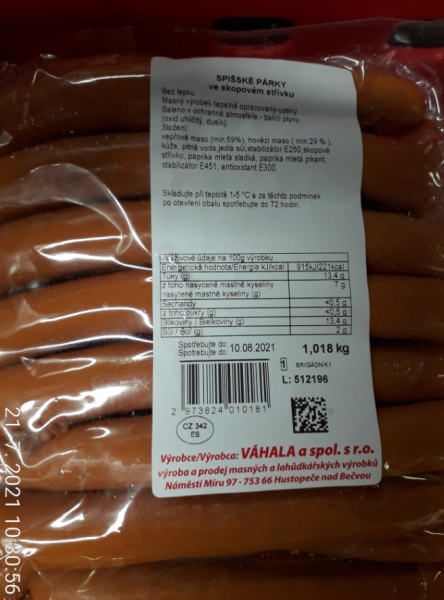 SPIŠSKÉ PÁRKY
ve skopovém střívku
Bez lepku.
Masný výrobek tepelně opracovaný-uzený
Baleno v ochranné atmosféře - balicí plyny:
(oxid uhličitý, dusík).
Složení:
vepřové maso (min.59%), hovězí maso ( min.29 % ),
kůže, pitná voda,jedlá sůl,stabilizátor E250,skopové
střívko, paprika mletá sladká, paprika mletá pikant,
stabilizátor E451, antioxidant E300.
Skladujte při teplotě 1-5 °C a za těchto podmínek
po otevření obalu spotřebujte do 72 hodin.
Výživové údaje na 100g výrobku
Energetická hodnota/Energia kJ/kcal 915kJ/221kcal
Tuky (g) 13,4 g
z toho nasycené mastné kyseliny 7 g
nasýtené mastné kyseliny (g)
Sacharidy <0,5 g
z toho cukry (g) <0,5 g
Bílkoviny / Bielkoviny (g) 13,4 g
Sůl / Soľ (g) 2 g
Spotřebujte do:
Spotrebujte do: 10.08.2021 1,018 kg
1 BRIGÁDNÍK1
L: 512196
2 973824 010181
CZ 342
ES
Výrobce/Výrobca: VÁHALA a spol. s r.o.
výroba a prodej masných a lahůdkářských výrobků
Náměstí Míru 97 · 753 66 Hustopeče nad Bečvou
21. 7. 2021 10:30:56